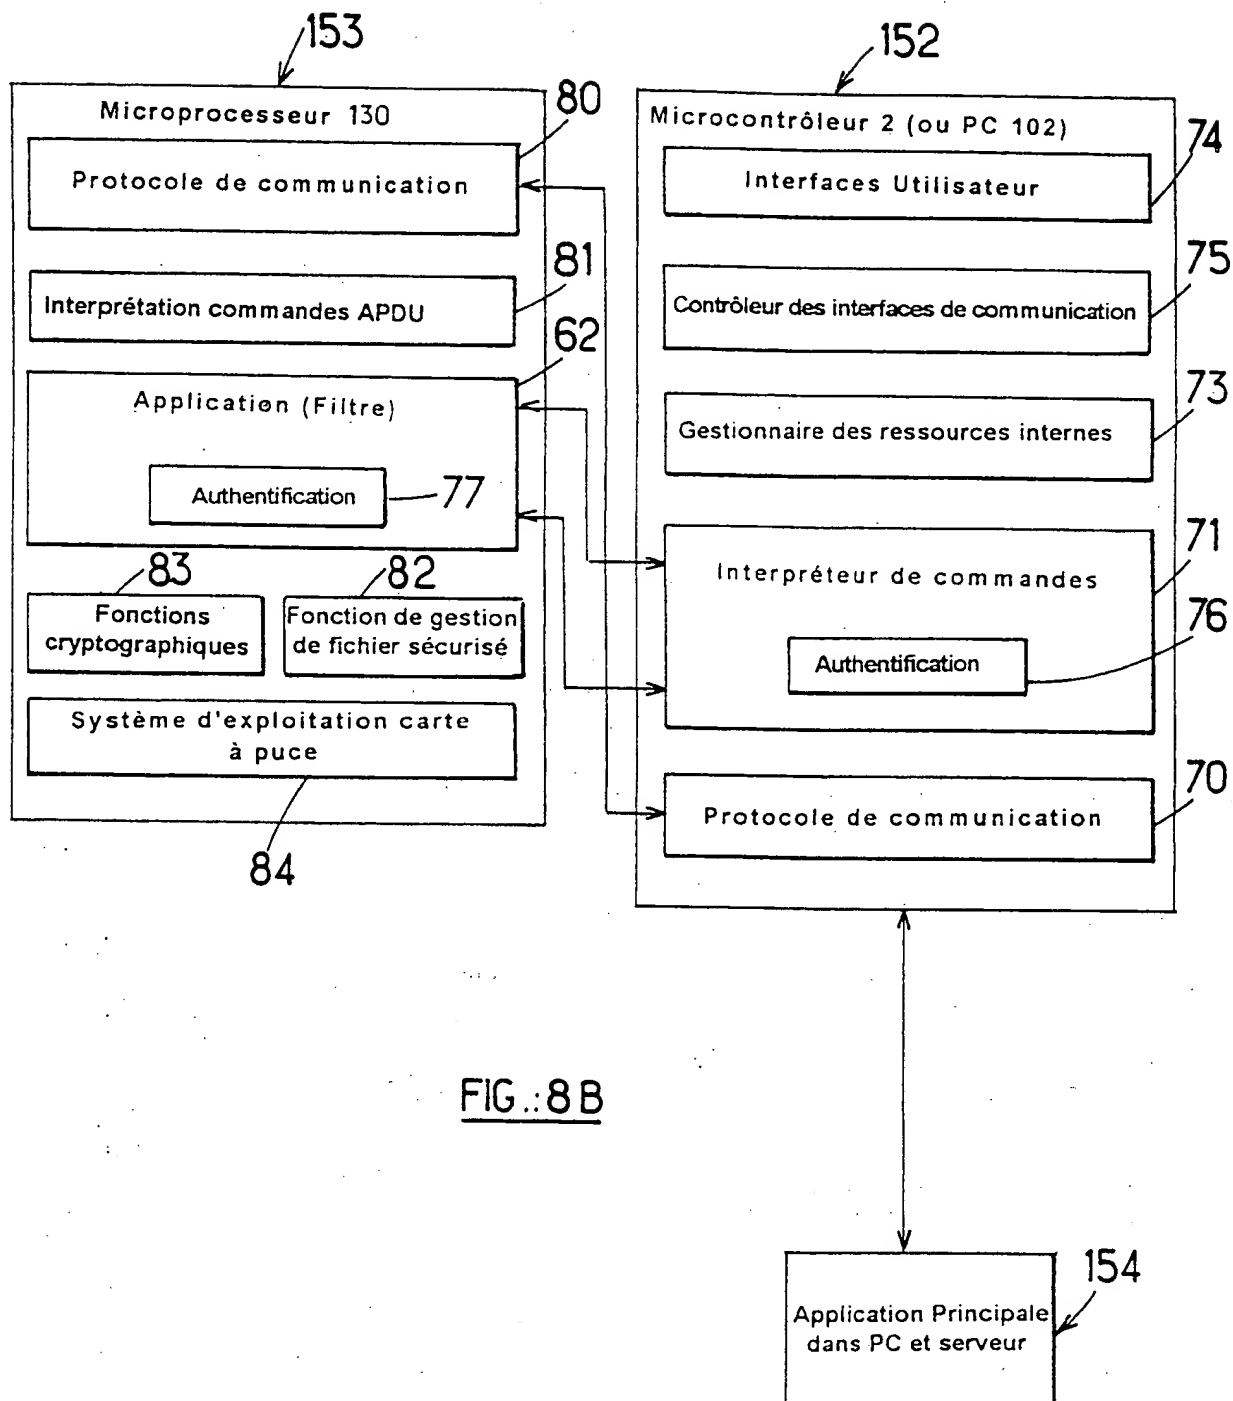 153
152
Microprocesseur 130
80
Protocole de communication
81
Interprétation commandes APDU
62
Application (Filtre)
Authentification
77
83
82
Fonctions
cryptographiques
Fonction de gestion
de fichier sécurisé
Système d'exploitation carte
à puce
84
Microcontrôleur 2 (ou PC 102)
74
Interfaces Utilisateur
75
Contrôleur des interfaces de communication
73
Gestionnaire des ressources internes
71
Interpréteur de commandes
76
Authentification
70
Protocole de communication
FIG.:8B
154
Application Principale
dans PC et serveur